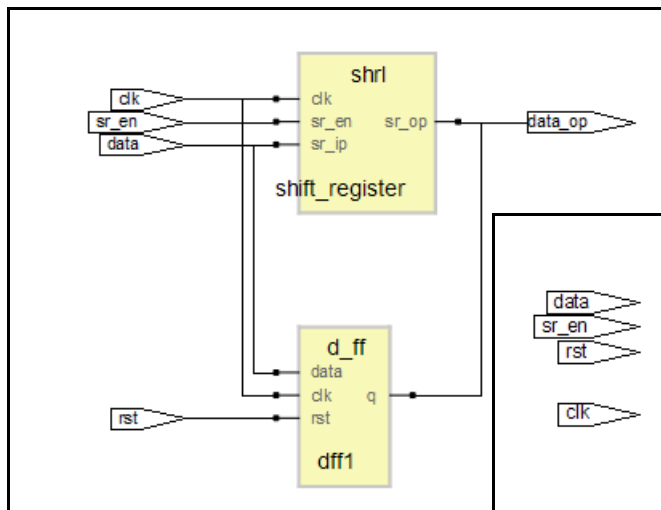 shrl
clk
clk
sr_en
sr_en
sr_op
data_op
data
sr_ip
shift_register
data
sr_en
d_ff
rst
data
clk
q
rst
rst
clk
dff1